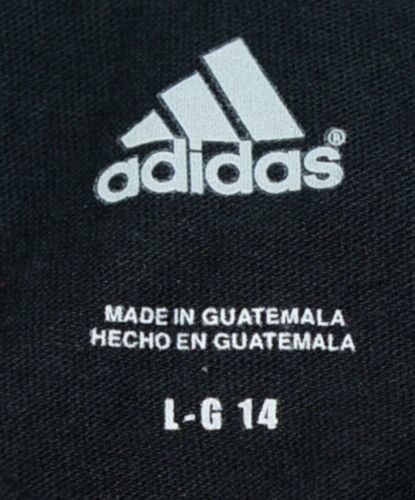 adidas®
MADE IN GUATEMALA
HECHO EN GUATEMALA
L-G 14